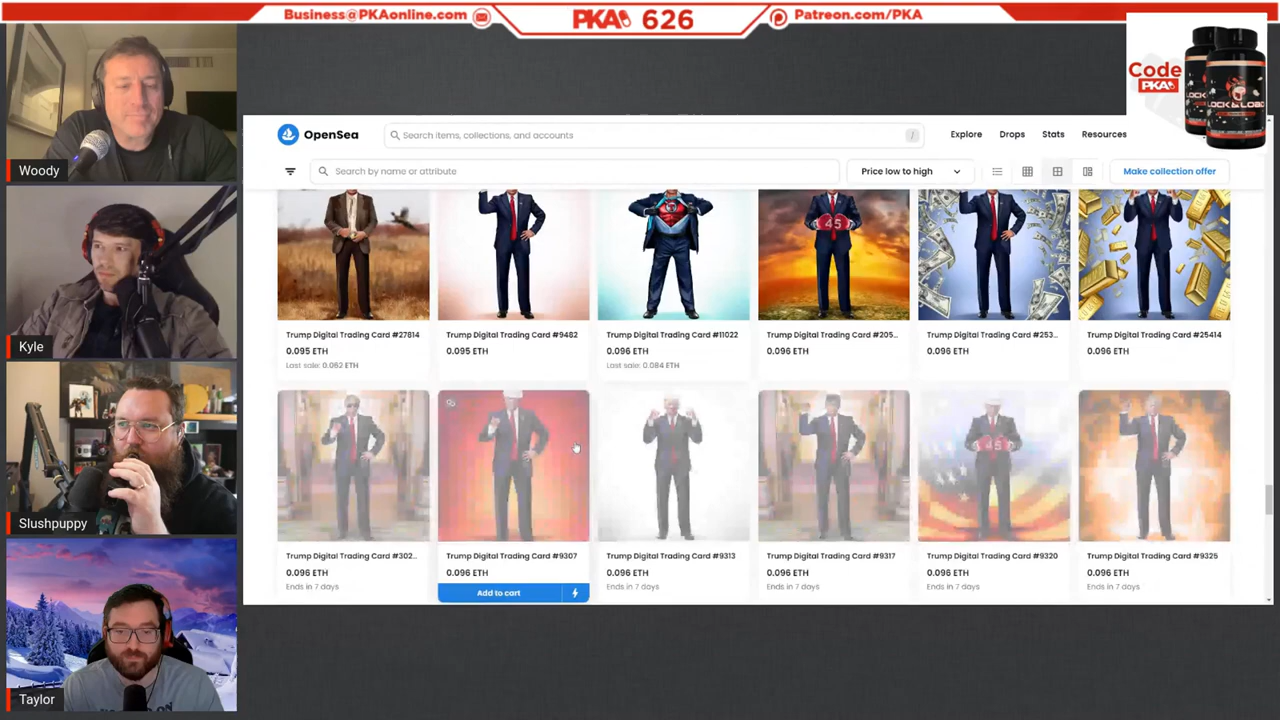 Business@PKAonline.com
PKA 626
Patreon.com/PKA
Code
PKA
LOCK & LOAD
Woody
Kyle
Slushpuppy
Taylor
OpenSea
Search items, collections, and accounts
/
Explore
Drops
Stats
Resources
Search by name or attribute
Price low to high
Make collection offer
45
Trump Digital Trading Card #27814
Trump Digital Trading Card #9482
Trump Digital Trading Card #11022
Trump Digital Trading Card #205...
Trump Digital Trading Card #253...
Trump Digital Trading Card #25414
0.095 ETH
0.095 ETH
0.096 ETH
0.096 ETH
0.096 ETH
0.096 ETH
Last sale: 0.052 ETH
Last sale: 0.084 ETH
45
Trump Digital Trading Card #302...
Trump Digital Trading Card #9307
Trump Digital Trading Card #9313
Trump Digital Trading Card #9317
Trump Digital Trading Card #9320
Trump Digital Trading Card #9325
0.096 ETH
0.096 ETH
0.096 ETH
0.096 ETH
0.096 ETH
0.096 ETH
Ends in 7 days
Add to cart
Ends in 7 days
Ends in 7 days
Ends in 7 days
Ends in 7 days